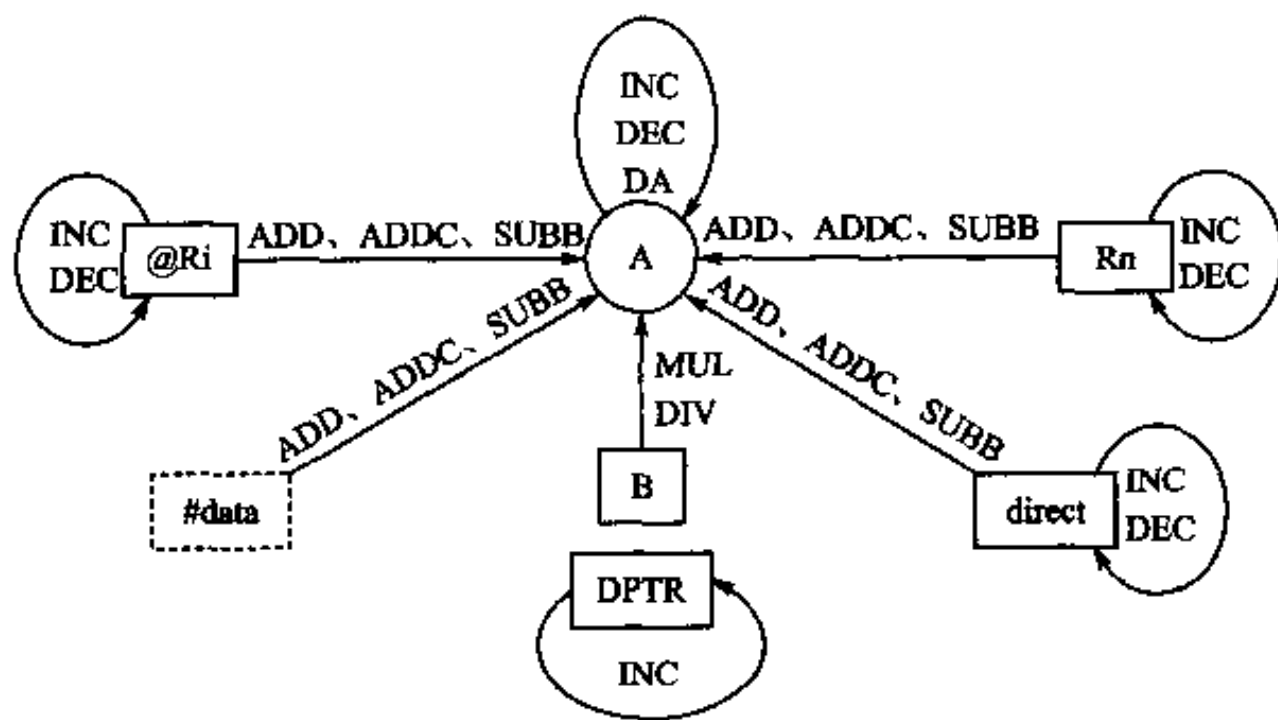 INC
DEC
DA
INC
DEC
@Ri
ADD、ADDC、SUBB
A
ADD、ADDC、SUBB
Rn
INC
DEC
ADD、ADDC、SUBB
#data
MUL
DIV
B
ADD、ADDC、SUBB
direct
INC
DEC
DPTR
INC